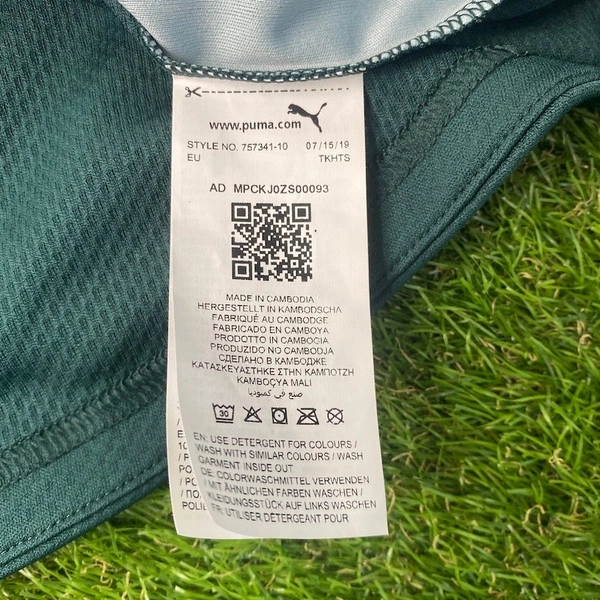 www.puma.com
STYLE NO. 757341-10 07/15/19
EU TKHTS
AD MPCKJ0ZS00093
MADE IN CAMBODIA
HERGESTELLT IN KAMBODSCHA
FABRIQUÉ AU CAMBODGE
FABRICADO EN CAMBOYA
PRODOTTO IN CAMBOGIA
PRODUZIDO NO CAMBODJA
СДЕЛАНО В КАМБОДЖЕ
ΚΑΤΑΣΚΕΥΑΣΤΗΚΕ ΣΤΗΝ ΚΑΜΠΟΤΖΗ
KAMBOÇYA MALI
صنع في كمبوديا
30
EN: USE DETERGENT FOR COLOURS /
WASH WITH SIMILAR COLOURS / WASH
GARMENT INSIDE OUT
DE: COLORWASCHMITTEL VERWENDEN
/ MIT ÄHNLICHEN FARBEN WASCHEN /
KLEIDUNGSSTÜCK AUF LINKS WASCHEN
FR: UTILISER DÉTERGENT POUR